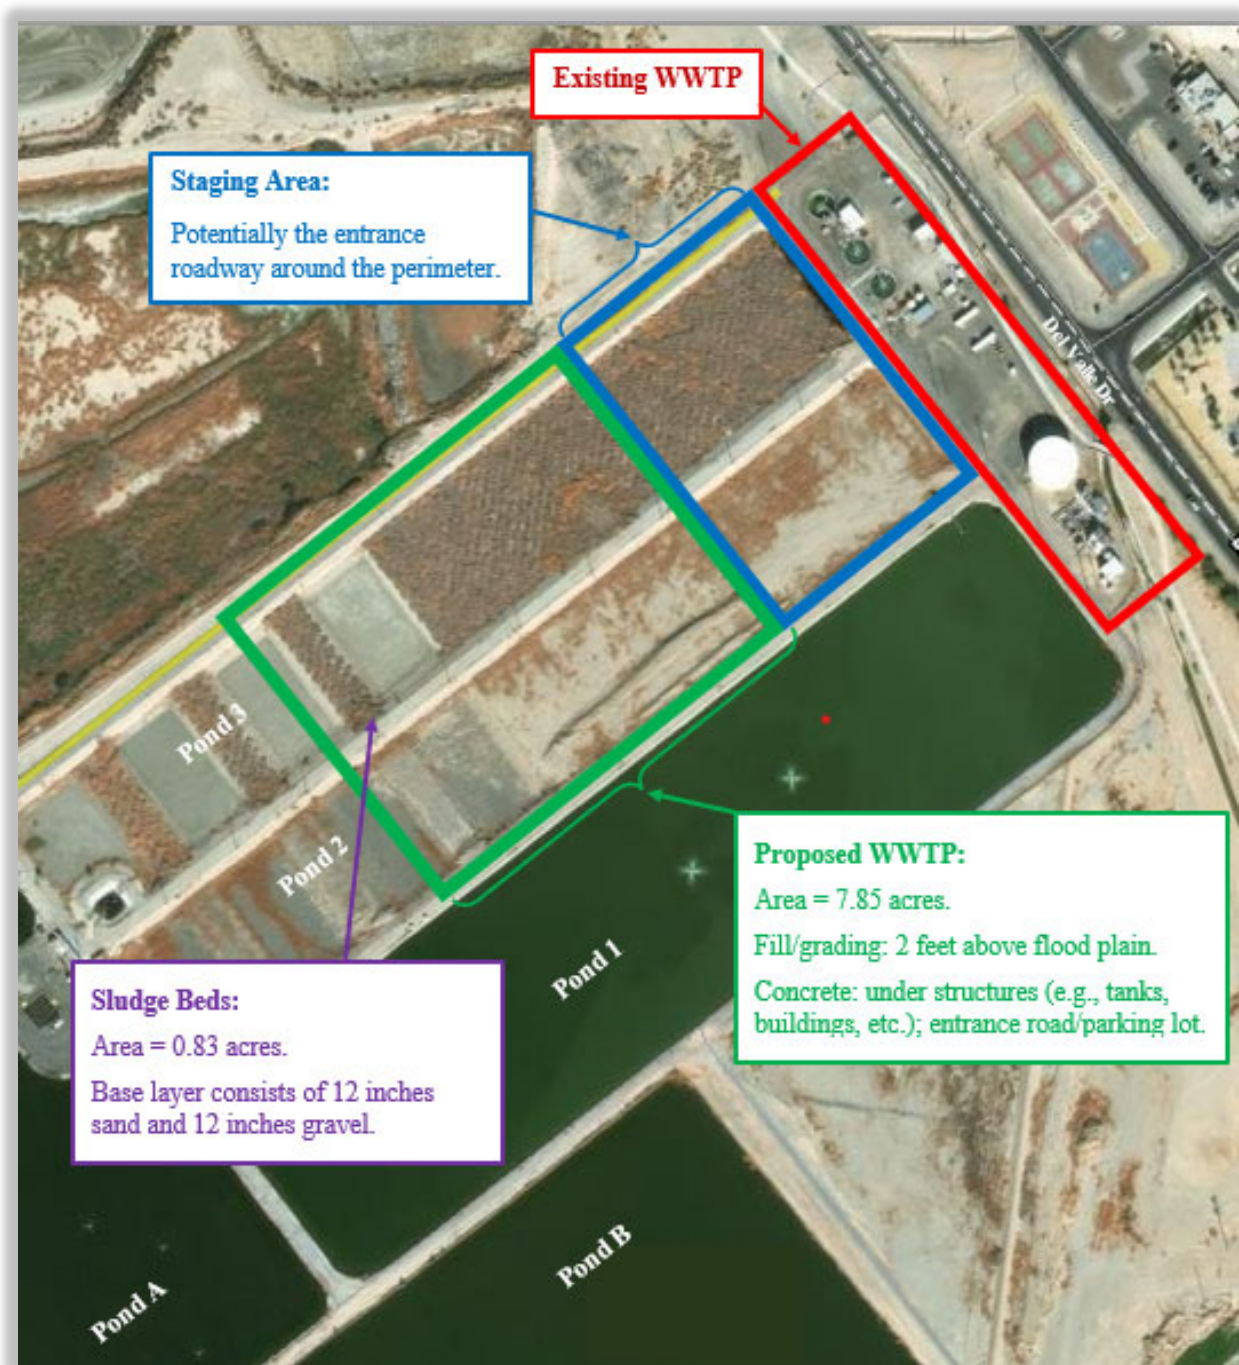 Existing WWTP
Staging Area:
Potentially the entrance
roadway around the perimeter.
Del Valle Dr
Pond 3
Pond 2
Pond 1
Proposed WWTP:
Area = 7.85 acres.
Fill/grading: 2 feet above flood plain.
Concrete: under structures (e.g., tanks,
buildings, etc.); entrance road/parking lot.
Sludge Beds:
Area = 0.83 acres.
Base layer consists of 12 inches
sand and 12 inches gravel.
Pond B
Pond A